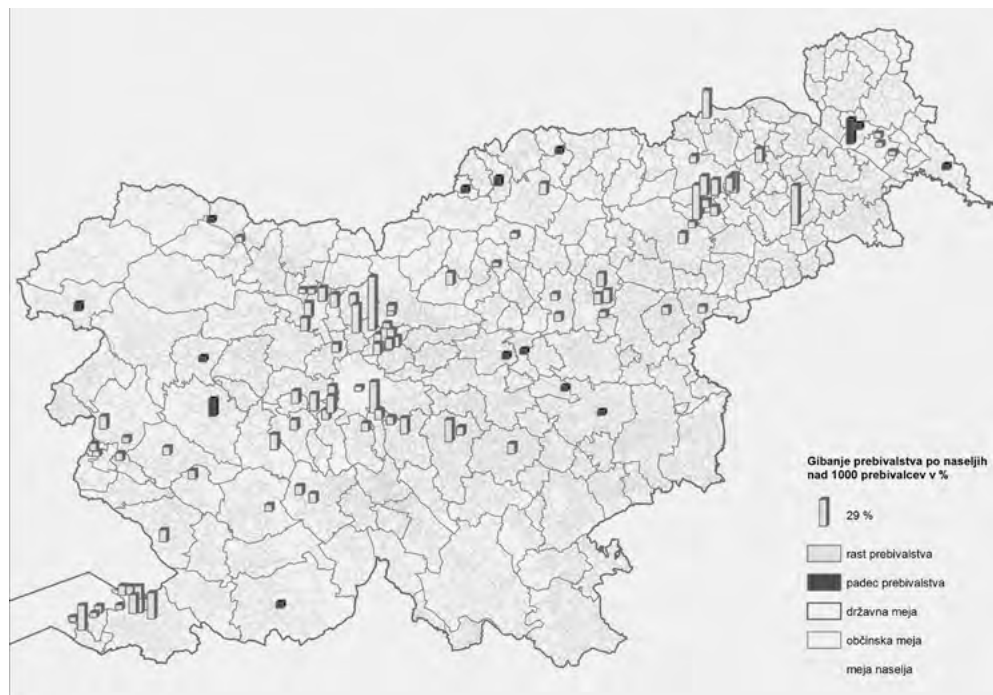 Gibanje prebivalstva po naseljih
nad 1000 prebivalcev v %
29 %
rast prebivalstva
padec prebivalstva
državna meja
občinska meja
meja naselja